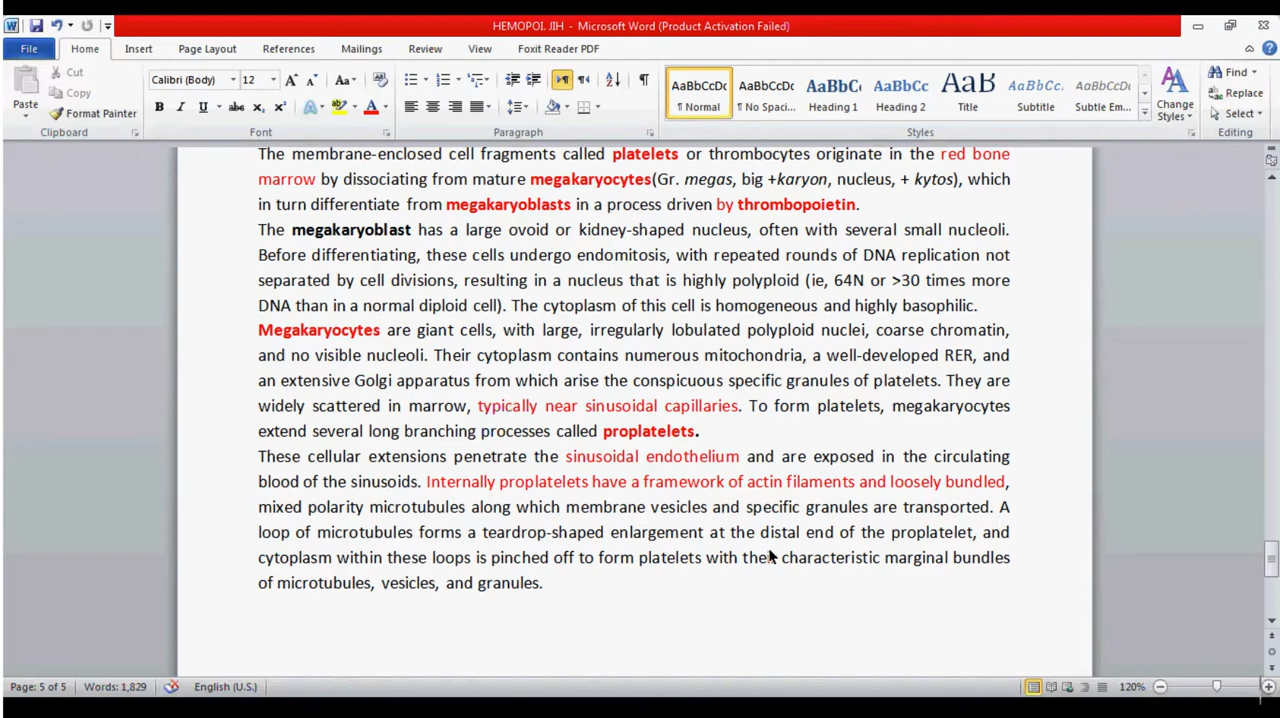 HEMOPOI. JIH - Microsoft Word (Product Activation Failed)
File Home Insert Page Layout References Mailings Review View Foxit Reader PDF
Cut
Copy
Format Painter
Paste
Calibri (Body) 12
AaBbCcDc AaBbCcDc AaBbC AaBbCc AaB AaBbCc. AaBbCcDc
¶ Normal ¶ No Spaci... Heading 1 Heading 2 Title Subtitle Subtle Em...
Change Styles
Find
Replace
Select
Clipboard Font Paragraph Styles Editing
The membrane-enclosed cell fragments called platelets or thrombocytes originate in the red bone
marrow by dissociating from mature megakaryocytes(Gr. megas, big +karyon, nucleus, + kytos), which
in turn differentiate from megakaryoblasts in a process driven by thrombopoietin.
The megakaryoblast has a large ovoid or kidney-shaped nucleus, often with several small nucleoli.
Before differentiating, these cells undergo endomitosis, with repeated rounds of DNA replication not
separated by cell divisions, resulting in a nucleus that is highly polyploid (ie, 64N or >30 times more
DNA than in a normal diploid cell). The cytoplasm of this cell is homogeneous and highly basophilic.
Megakaryocytes are giant cells, with large, irregularly lobulated polyploid nuclei, coarse chromatin,
and no visible nucleoli. Their cytoplasm contains numerous mitochondria, a well-developed RER, and
an extensive Golgi apparatus from which arise the conspicuous specific granules of platelets. They are
widely scattered in marrow, typically near sinusoidal capillaries. To form platelets, megakaryocytes
extend several long branching processes called proplatelets.
These cellular extensions penetrate the sinusoidal endothelium and are exposed in the circulating
blood of the sinusoids. Internally proplatelets have a framework of actin filaments and loosely bundled,
mixed polarity microtubules along which membrane vesicles and specific granules are transported. A
loop of microtubules forms a teardrop-shaped enlargement at the distal end of the proplatelet, and
cytoplasm within these loops is pinched off to form platelets with their characteristic marginal bundles
of microtubules, vesicles, and granules.
Page: 5 of 5 Words: 1,829 English (U.S.) 120%